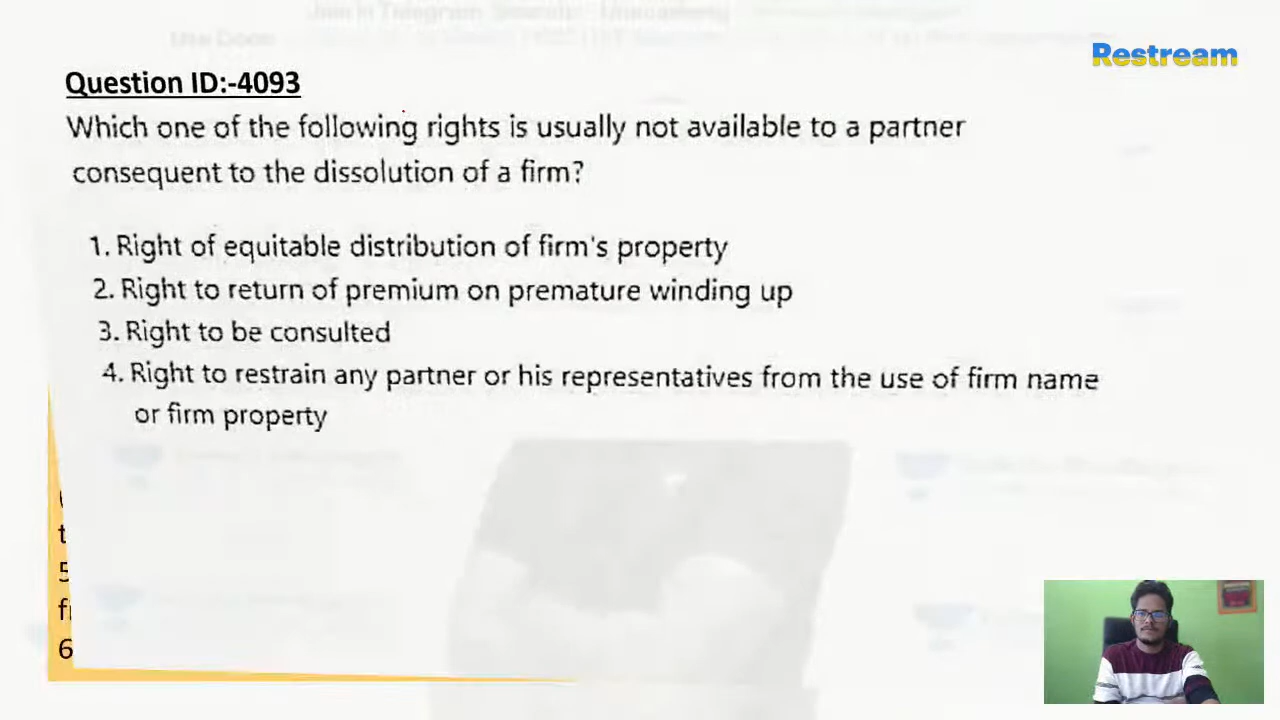 Restream
Question ID:-4093
Which one of the following rights is usually not available to a partner
consequent to the dissolution of a firm?
1. Right of equitable distribution of firm's property
2. Right to return of premium on premature winding up
3. Right to be consulted
4. Right to restrain any partner or his representatives from the use of firm name
or firm property
t
5
6